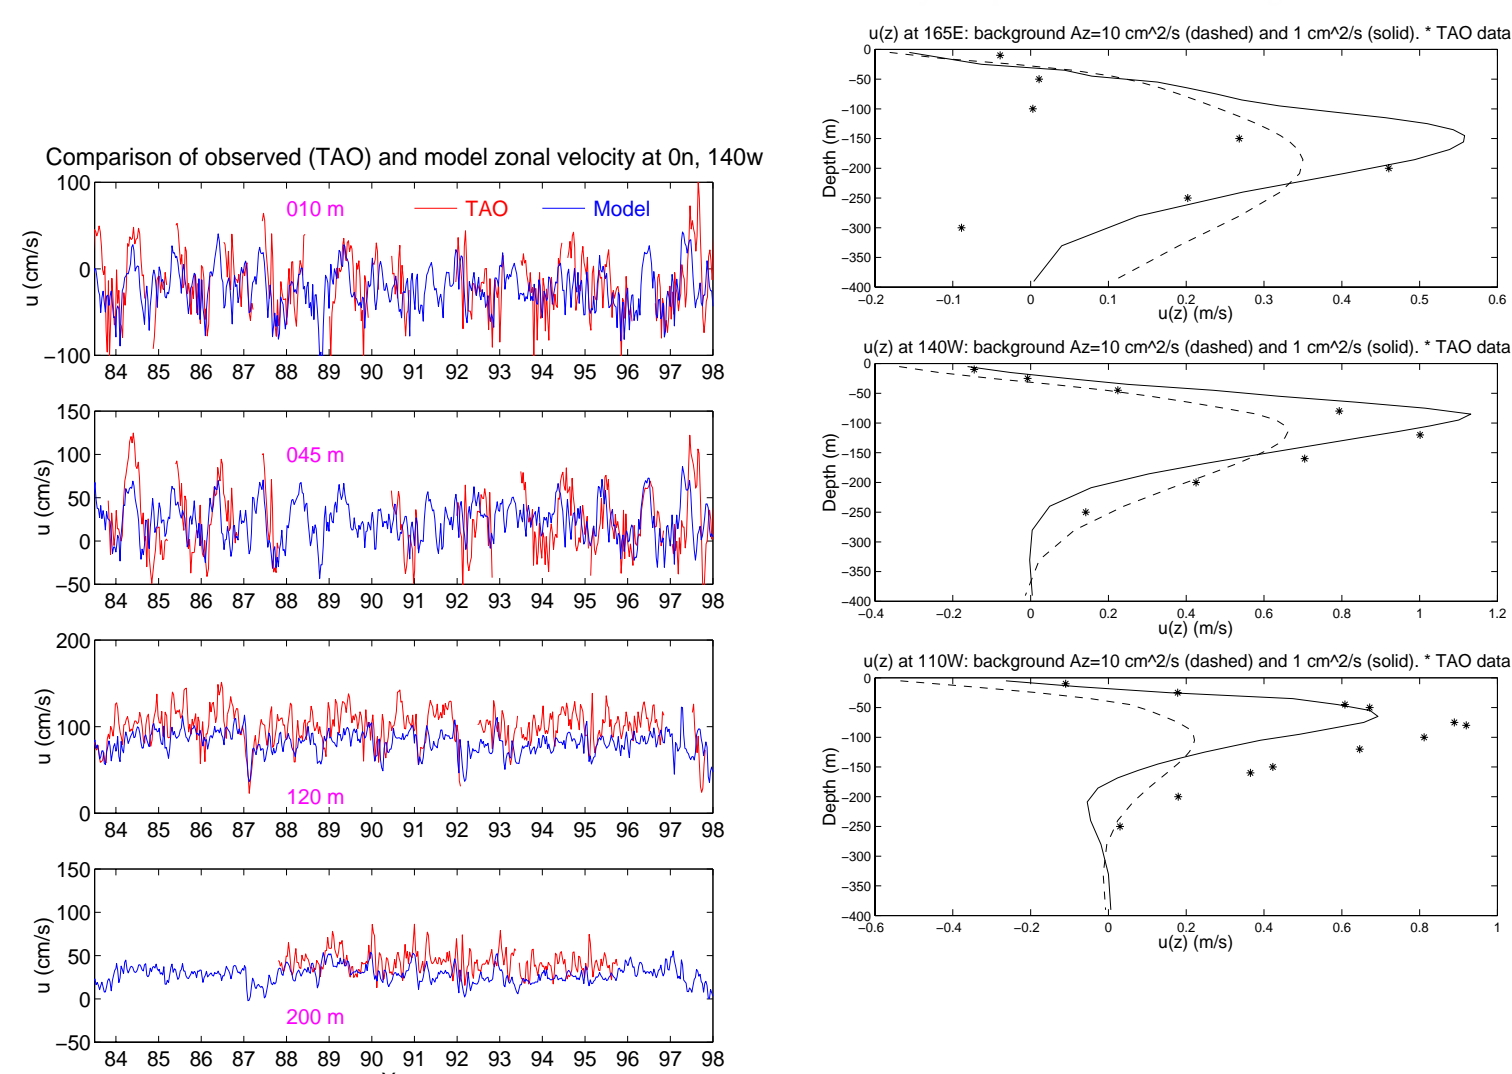 Comparison of observed (TAO) and model zonal velocity at 0n, 140w
100
0
−100
u (cm/s)
010 m
TAO
Model
84 85 86 87 88 89 90 91 92 93 94 95 96 97 98
150
100
50
0
−50
u (cm/s)
045 m
84 85 86 87 88 89 90 91 92 93 94 95 96 97 98
200
100
0
u (cm/s)
120 m
84 85 86 87 88 89 90 91 92 93 94 95 96 97 98
150
100
50
0
−50
u (cm/s)
200 m
84 85 86 87 88 89 90 91 92 93 94 95 96 97 98
u(z) at 165E: background Az=10 cm^2/s (dashed) and 1 cm^2/s (solid). * TAO data
0
−50
−100
−150
−200
−250
−300
−350
−400
Depth (m)
−0.2 −0.1 0 0.1 0.2 0.3 0.4 0.5 0.6
u(z) (m/s)
u(z) at 140W: background Az=10 cm^2/s (dashed) and 1 cm^2/s (solid). * TAO data
0
−50
−100
−150
−200
−250
−300
−350
−400
Depth (m)
−0.4 −0.2 0 0.2 0.4 0.6 0.8 1 1.2
u(z) (m/s)
u(z) at 110W: background Az=10 cm^2/s (dashed) and 1 cm^2/s (solid). * TAO data
0
−50
−100
−150
−200
−250
−300
−350
−400
Depth (m)
−0.6 −0.4 −0.2 0 0.2 0.4 0.6 0.8 1
u(z) (m/s)